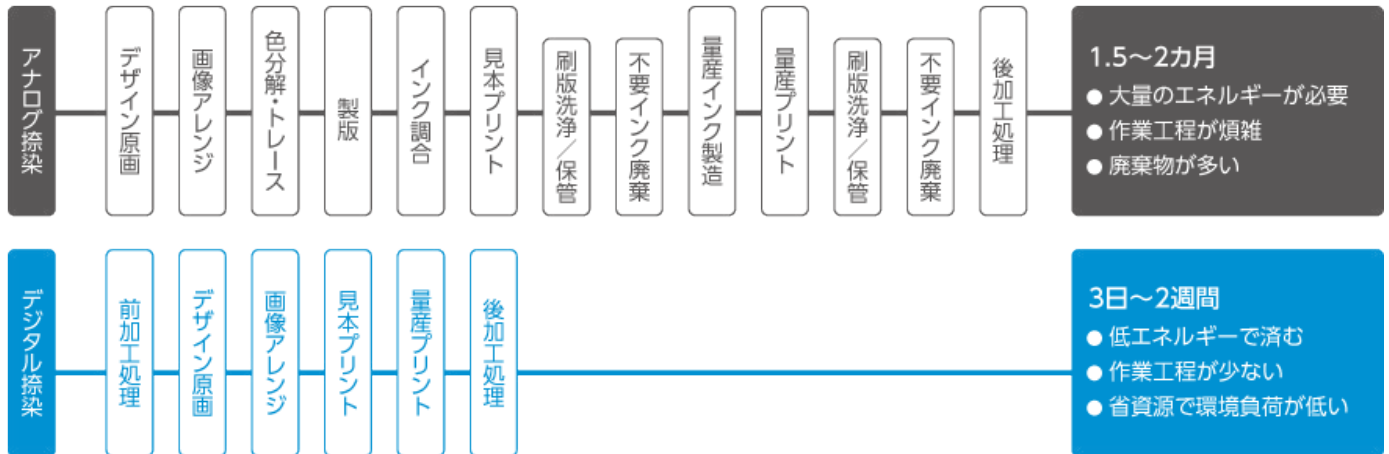 アナログ捺染
デザイン原画
画像アレンジ
色分解・トレース
製版
インク調合
見本プリント
刷版洗浄／保管
不要インク廃棄
量産インク製造
量産プリント
刷版洗浄／保管
不要インク廃棄
後加工処理
1.5〜2カ月
● 大量のエネルギーが必要
● 作業工程が煩雑
● 廃棄物が多い
デジタル捺染
前加工処理
デザイン原画
画像アレンジ
見本プリント
量産プリント
後加工処理
3日〜2週間
● 低エネルギーで済む
● 作業工程が少ない
● 省資源で環境負荷が低い